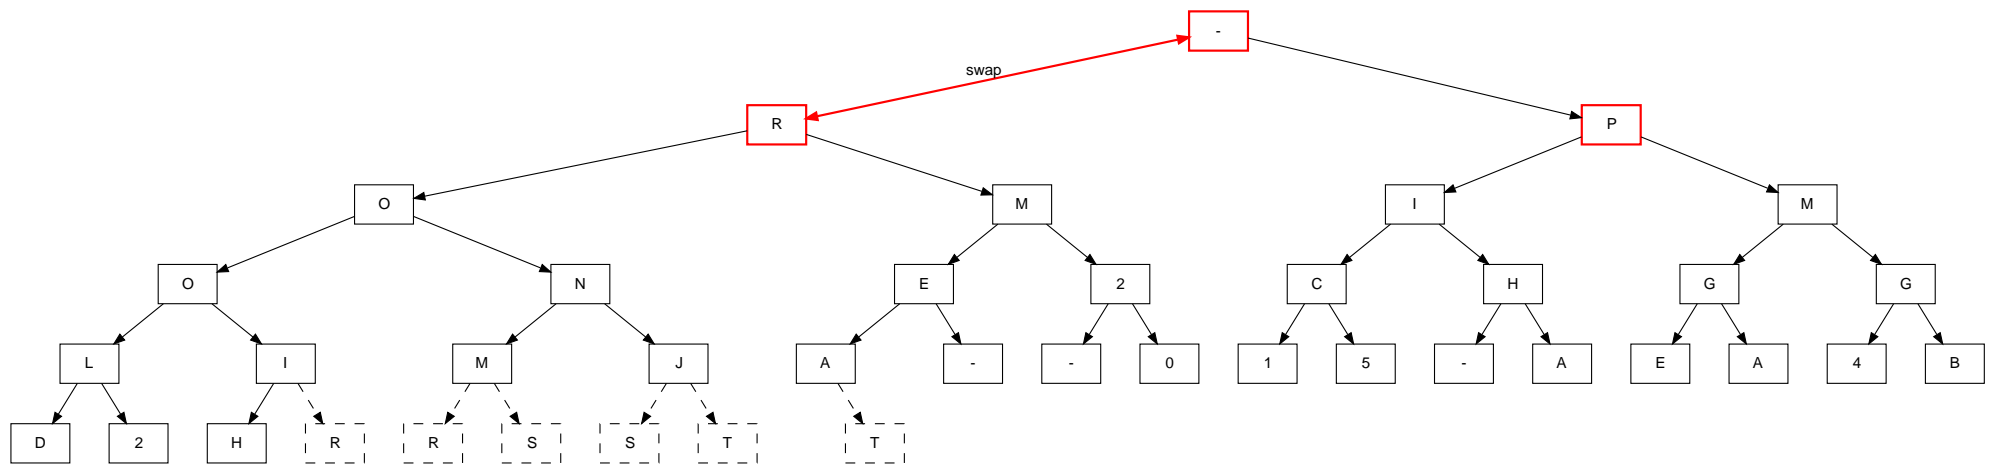 -
swap
R P
O M I M
O N E 2 C H G G
L I M J A - - 0 1 5 - A E A 4 B
D 2 H R R S S T T